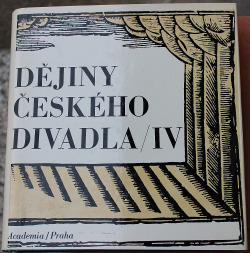 DĚJINY
ČESKÉHO
DIVADLA/IV
Academia/Praha